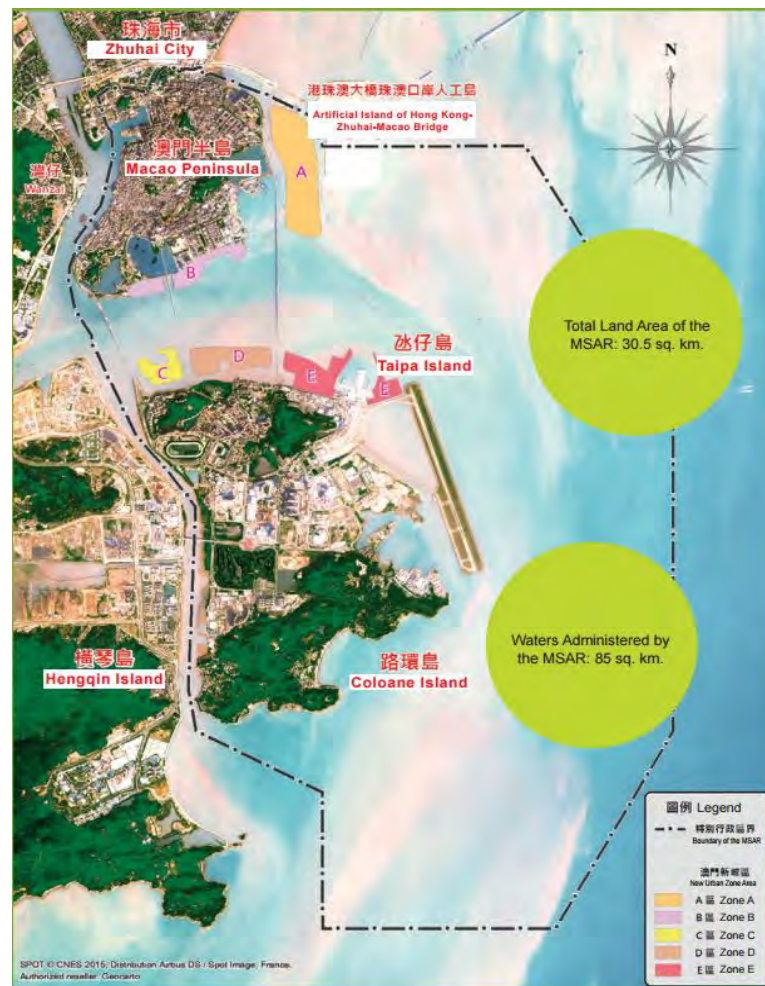 珠海市
Zhuhai City
N
港珠澳大橋珠澳口岸人工島
Artificial Island of Hong Kong-
Zhuhai-Macao Bridge
澳門半島
Macao Peninsula
灣仔
Wanzai
A
B
Total Land Area of the
MSAR: 30.5 sq. km.
氹仔島
Taipa Island
C
D
E
E
Waters Administered by
the MSAR: 85 sq. km.
橫琴島
Hengqin Island
路環島
Coloane Island
圖例 Legend
特別行政區界
Boundary of the MSAR
澳門新城區
New Urban Zone Area
A 區 Zone A
B 區 Zone B
C 區 Zone C
D 區 Zone D
E 區 Zone E
SPOT © CNES 2015, Distribution Airbus DS / Spot Image, France.
Authorized reseller: Geocarto